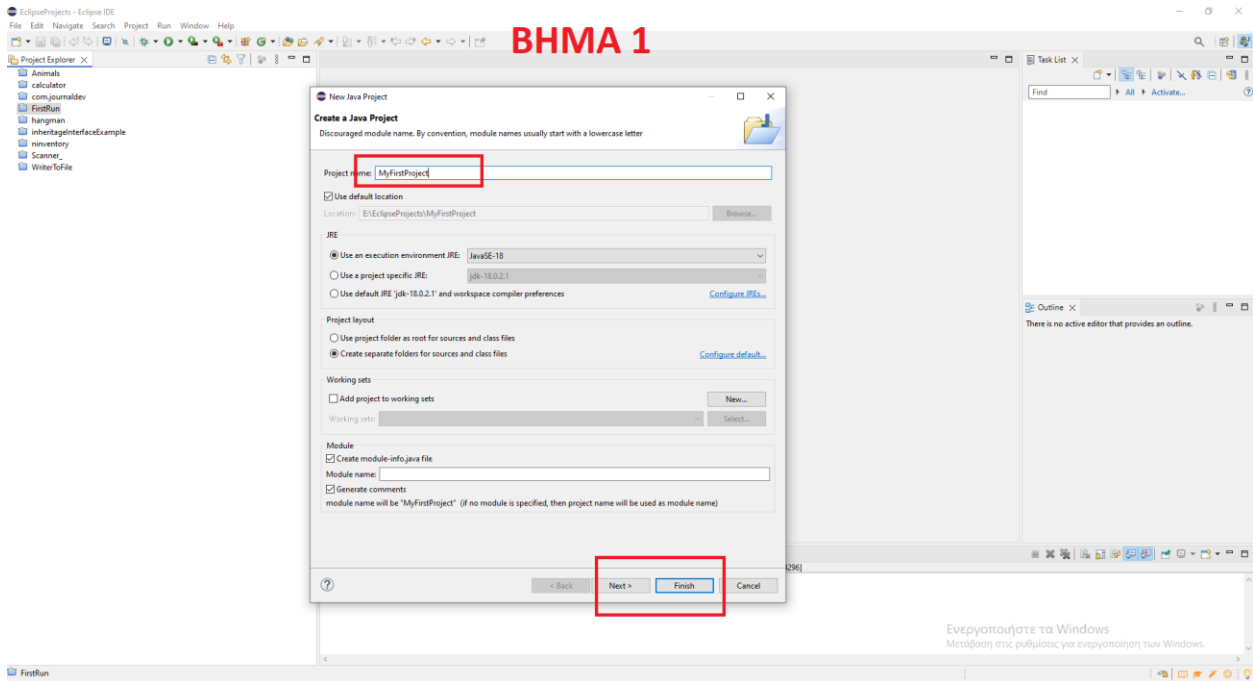 EclipseProjects - Eclipse IDE
File Edit Navigate Search Project Run Window Help
ΒΗΜΑ 1
Project Explorer
Animals
calculator
com.journaldev
FirstRun
hangman
inheritageInterfaceExample
ninventory
Scanner_
WriterToFile
New Java Project
Create a Java Project
Discouraged module name. By convention, module names usually start with a lowercase letter
Project name: MyFirstProject
Use default location
Location: E:\EclipseProjects\MyFirstProject Browse...
JRE
Use an execution environment JRE: JavaSE-18
Use a project specific JRE: jdk-18.0.2.1
Use default JRE 'jdk-18.0.2.1' and workspace compiler preferences Configure JREs...
Project layout
Use project folder as root for sources and class files
Create separate folders for sources and class files Configure default...
Working sets
Add project to working sets New...
Working sets: Select...
Module
Create module-info.java file
Module name:
Generate comments
module name will be "MyFirstProject" (if no module is specified, then project name will be used as module name)
< Back Next > Finish Cancel
4296]
Task List
Find All Activate...
Outline
There is no active editor that provides an outline.
Ενεργοποιήστε τα Windows
Μετάβαση στις ρυθμίσεις για ενεργοποίηση των Windows.
FirstRun